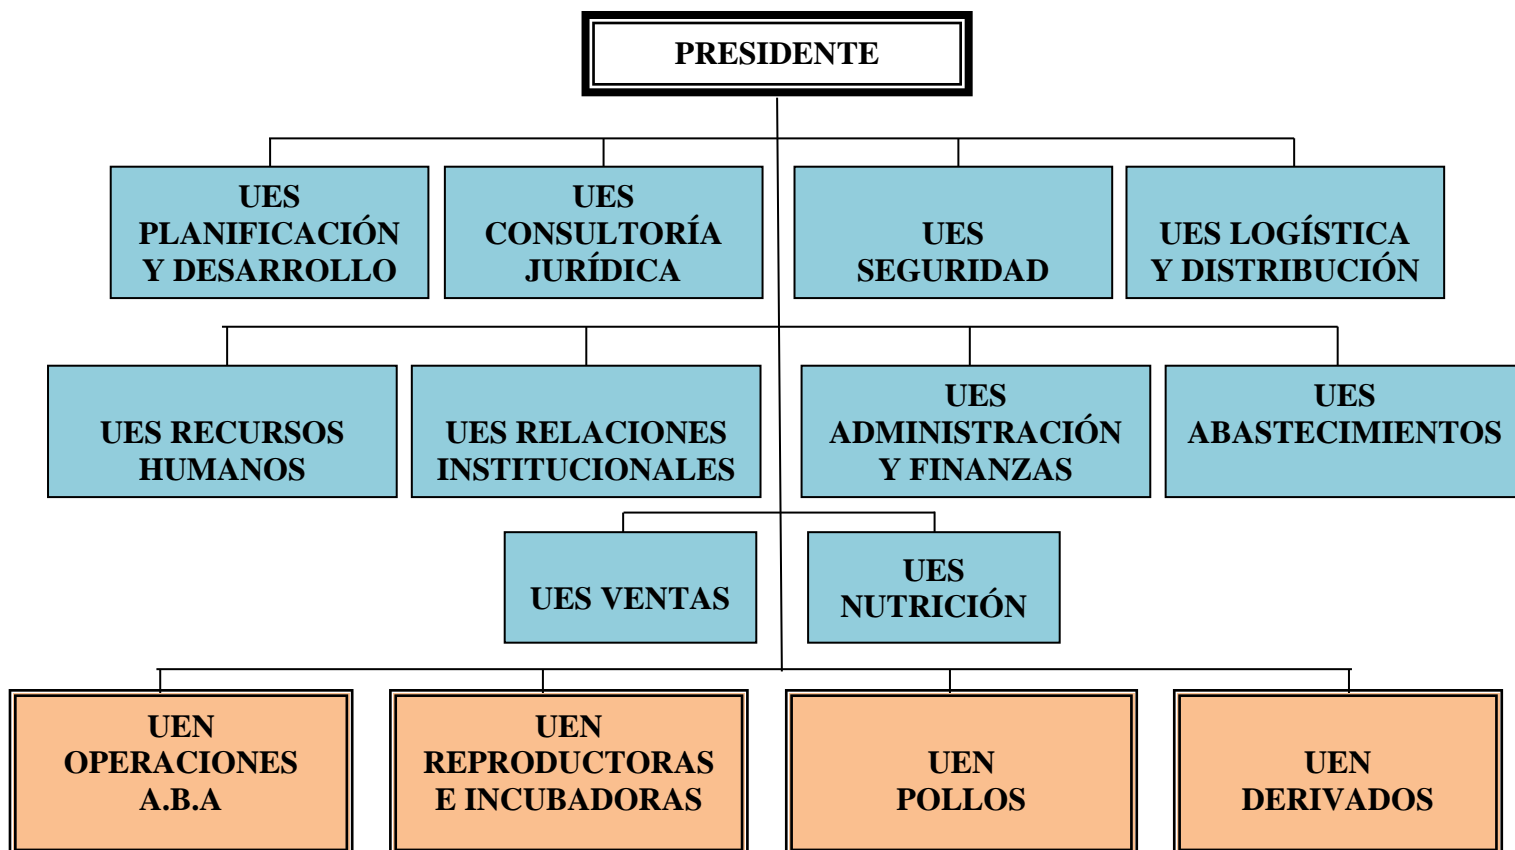 PRESIDENTE
UES
PLANIFICACIÓN
Y DESARROLLO
UES
CONSULTORÍA
JURÍDICA
UES
SEGURIDAD
UES LOGÍSTICA
Y DISTRIBUCIÓN
UES RECURSOS
HUMANOS
UES RELACIONES
INSTITUCIONALES
UES
ADMINISTRACIÓN
Y FINANZAS
UES
ABASTECIMIENTOS
UES VENTAS
UES
NUTRICIÓN
UEN
OPERACIONES
A.B.A
UEN
REPRODUCTORAS
E INCUBADORAS
UEN
POLLOS
UEN
DERIVADOS